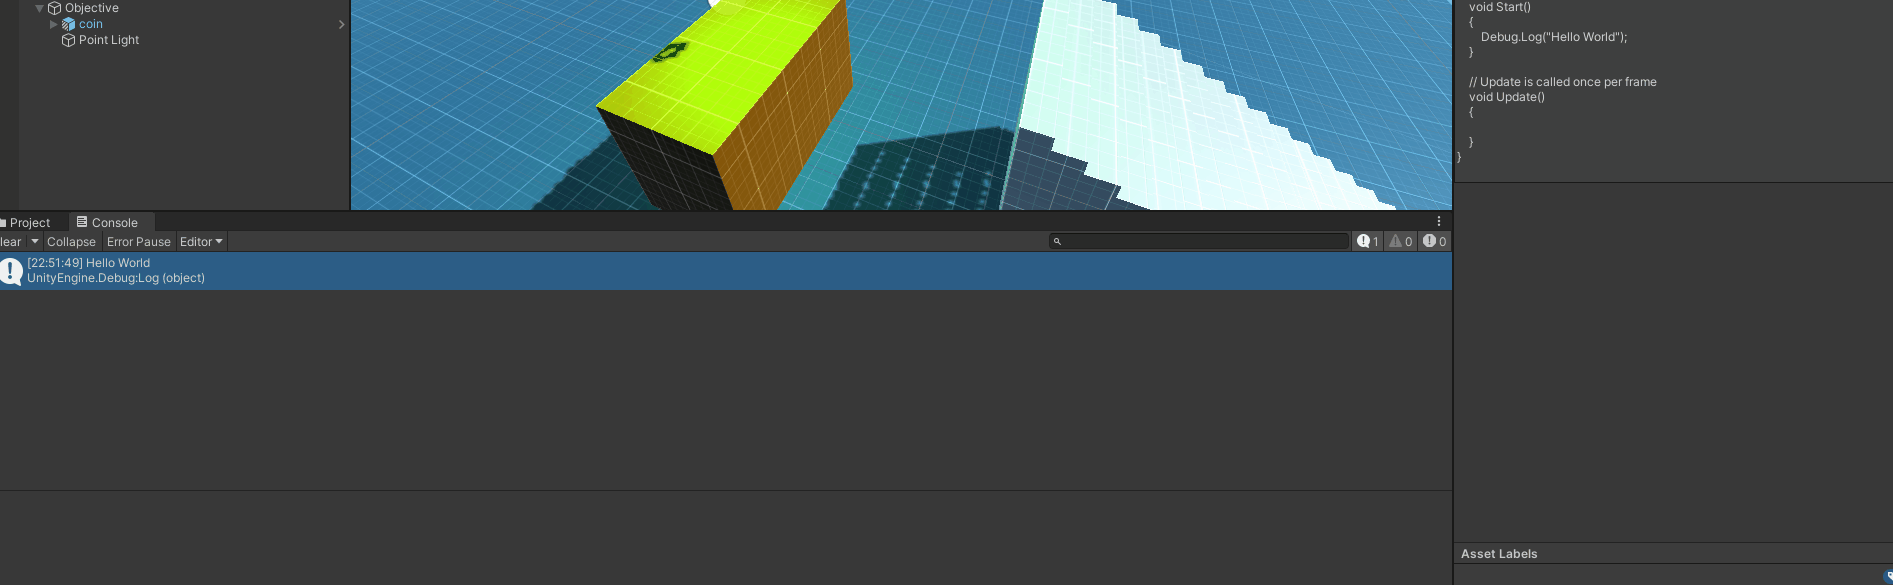 Objective
coin
Point Light
void Start()
{
Debug.Log("Hello World");
}
// Update is called once per frame
void Update()
{
}
}
Project
Console
lear
Collapse
Error Pause
Editor
1
0
0
[22:51:49] Hello World
UnityEngine.Debug:Log (object)
Asset Labels